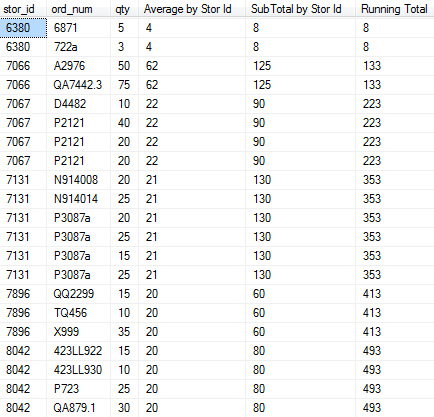 stor_id ord_num qty Average by Stor Id SubTotal by Stor Id Running Total
6380 6871 5 4 8 8
6380 722a 3 4 8 8
7066 A2976 50 62 125 133
7066 QA7442.3 75 62 125 133
7067 D4482 10 22 90 223
7067 P2121 40 22 90 223
7067 P2121 20 22 90 223
7067 P2121 20 22 90 223
7131 N914008 20 21 130 353
7131 N914014 25 21 130 353
7131 P3087a 20 21 130 353
7131 P3087a 25 21 130 353
7131 P3087a 15 21 130 353
7131 P3087a 25 21 130 353
7896 QQ2299 15 20 60 413
7896 TQ456 10 20 60 413
7896 X999 35 20 60 413
8042 423LL922 15 20 80 493
8042 423LL930 10 20 80 493
8042 P723 25 20 80 493
8042 QA879.1 30 20 80 493